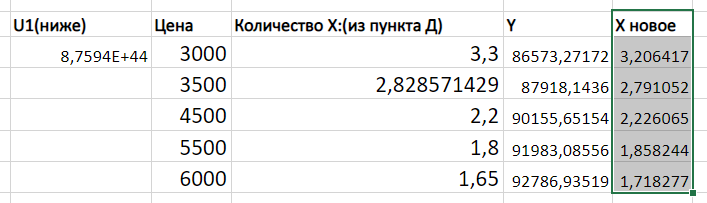 U1(ниже) Цена Количество Х:(из пункта Д) Y X новое
8,7594E+44 3000 3,3 86573,27172 3,206417
3500 2,828571429 87918,1436 2,791052
4500 2,2 90155,65154 2,226065
5500 1,8 91983,08556 1,858244
6000 1,65 92786,93519 1,718277